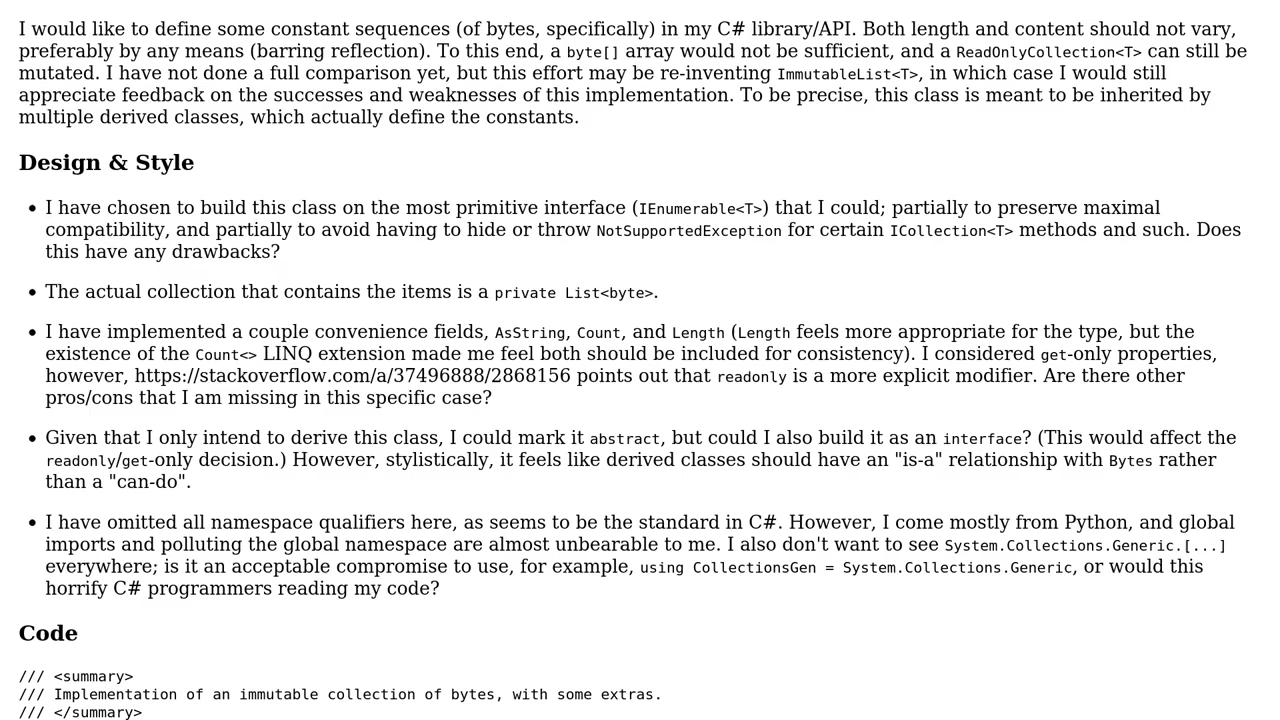 I would like to define some constant sequences (of bytes, specifically) in my C# library/API. Both length and content should not vary,
preferably by any means (barring reflection). To this end, a byte[] array would not be sufficient, and a ReadOnlyCollection<T> can still be
mutated. I have not done a full comparison yet, but this effort may be re-inventing ImmutableList<T>, in which case I would still
appreciate feedback on the successes and weaknesses of this implementation. To be precise, this class is meant to be inherited by
multiple derived classes, which actually define the constants.
Design & Style
• I have chosen to build this class on the most primitive interface (IEnumerable<T>) that I could; partially to preserve maximal
compatibility, and partially to avoid having to hide or throw NotSupportedException for certain ICollection<T> methods and such. Does
this have any drawbacks?
• The actual collection that contains the items is a private List<byte>.
• I have implemented a couple convenience fields, AsString, Count, and Length (Length feels more appropriate for the type, but the
existence of the Count<> LINQ extension made me feel both should be included for consistency). I considered get-only properties,
however, https://stackoverflow.com/a/37496888/2868156 points out that readonly is a more explicit modifier. Are there other
pros/cons that I am missing in this specific case?
• Given that I only intend to derive this class, I could mark it abstract, but could I also build it as an interface? (This would affect the
readonly/get-only decision.) However, stylistically, it feels like derived classes should have an "is-a" relationship with Bytes rather
than a "can-do".
• I have omitted all namespace qualifiers here, as seems to be the standard in C#. However, I come mostly from Python, and global
imports and polluting the global namespace are almost unbearable to me. I also don't want to see System.Collections.Generic.[...]
everywhere; is it an acceptable compromise to use, for example, using CollectionsGen = System.Collections.Generic, or would this
horrify C# programmers reading my code?
Code
/// <summary>
/// Implementation of an immutable collection of bytes, with some extras.
/// </summary>